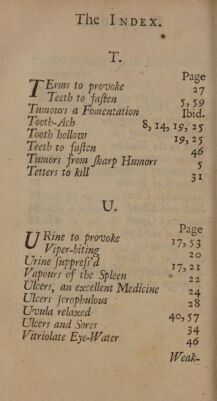 The INDEX.
T.
Page
TErms to provoke 27
Teeth to fasten 5, 59
Tumours a Fomentation Ibid.
Tooth-Ach 8, 14, 19, 25
Tooth hollow 19, 25
Teeth to fasten 46
Tumors from sharp Humors 5
Tetters to kill 31
U.
Page
URine to provoke 17, 53
Viper-biting 20
Urine suppress'd 17, 21
Vapours of the Spleen 22
Ulcers, an excellent Medicine 24
Ulcers scrophulous 28
Uvula relaxed 40, 57
Ulcers and Sores 34
Vitriolate Eye-Water 46
Weak-